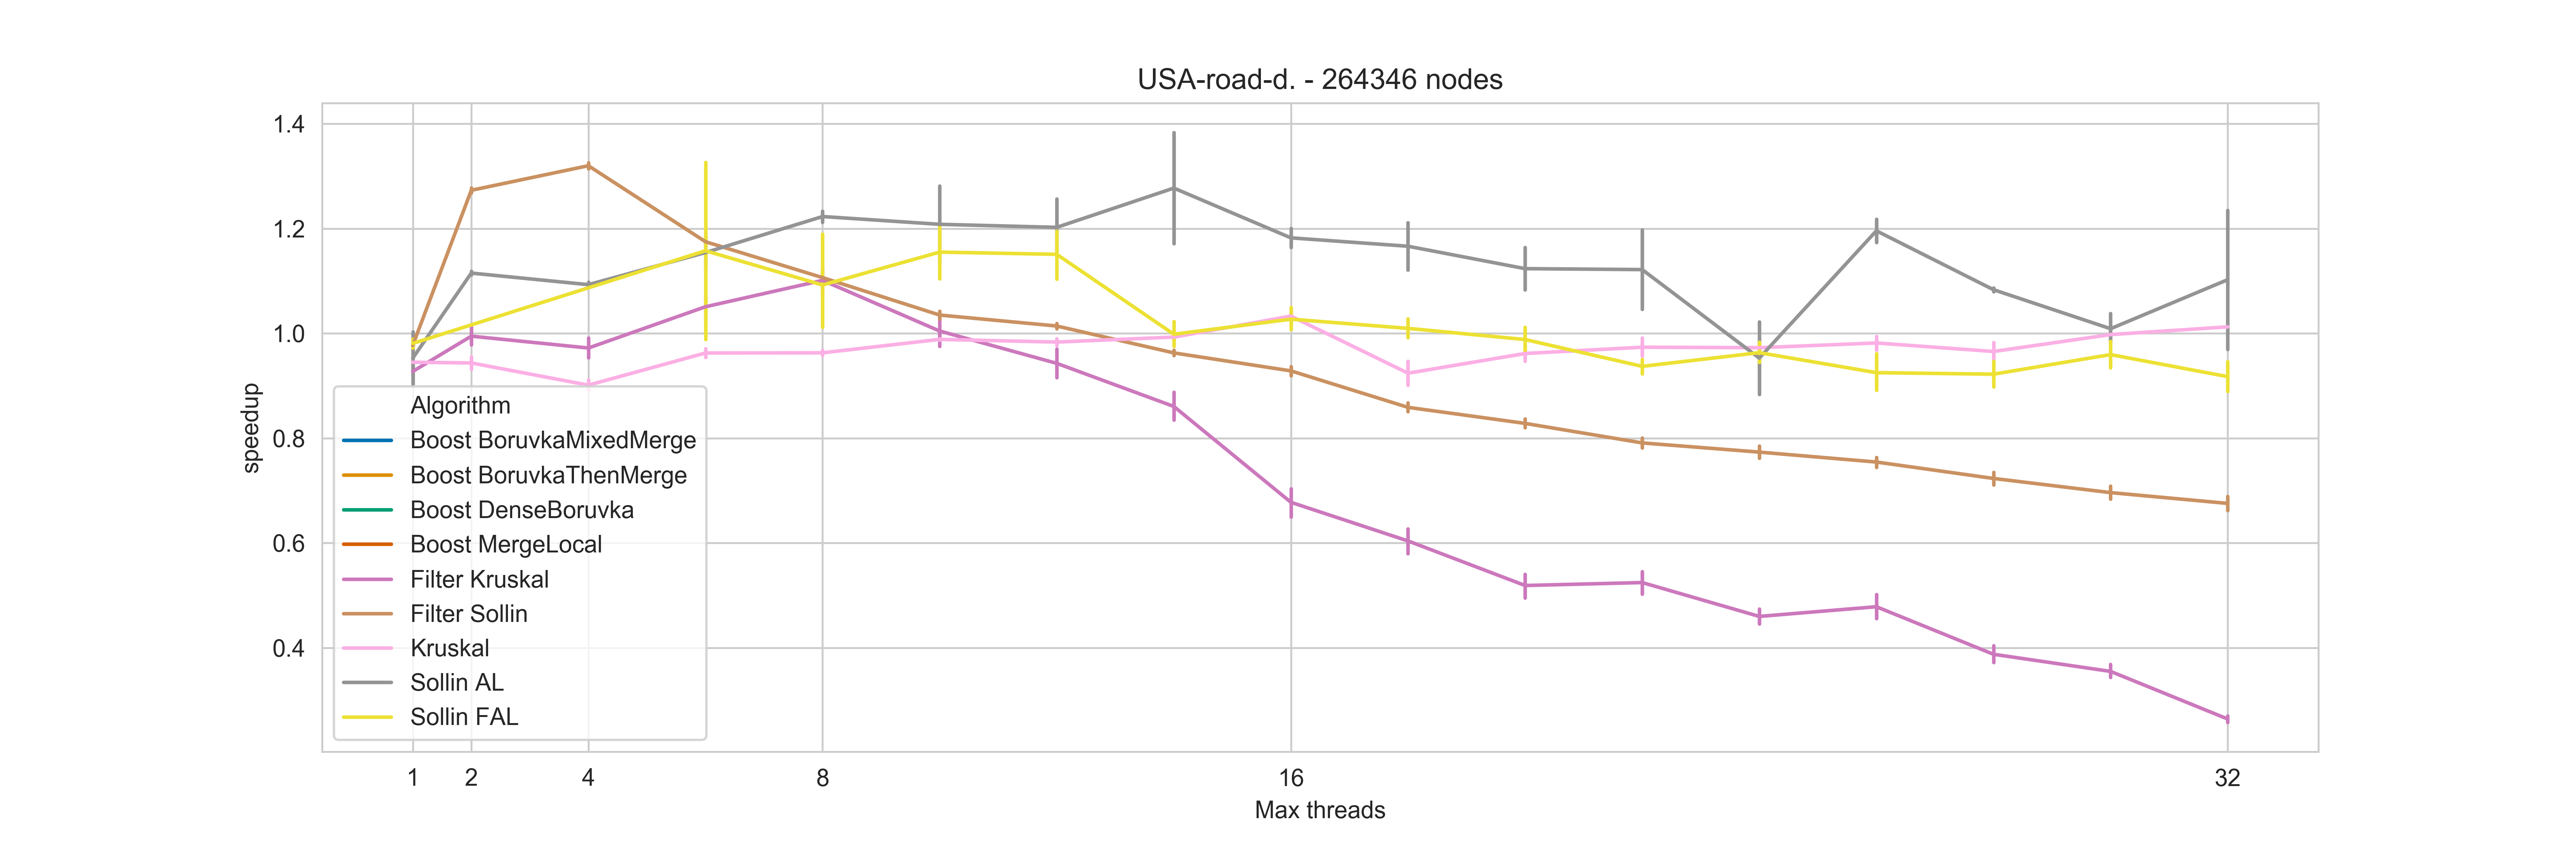 USA-road-d. - 264346 nodes
1.4
1.2
1.0
0.8
0.6
0.4
speedup
Algorithm
Boost BoruvkaMixedMerge
Boost BoruvkaThenMerge
Boost DenseBoruvka
Boost MergeLocal
Filter Kruskal
Filter Sollin
Kruskal
Sollin AL
Sollin FAL
1 2 4 8 16 32
Max threads